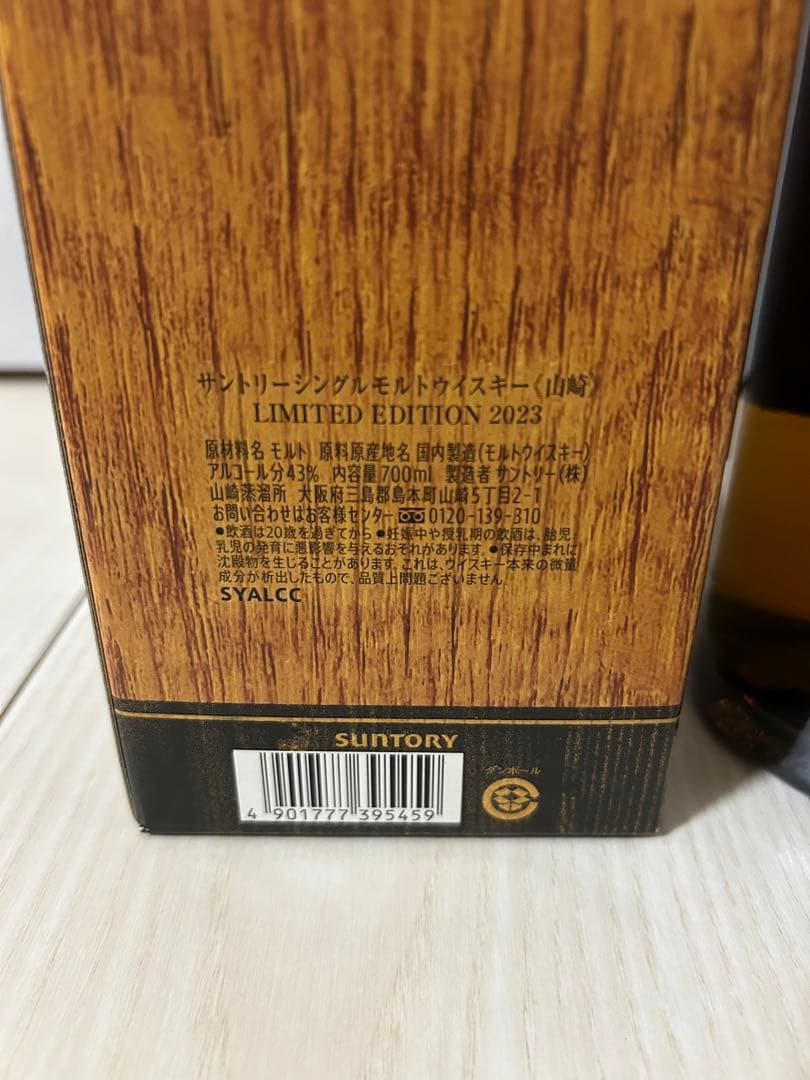 サントリーシングルモルトウイスキー《山崎》
LIMITED EDITION 2023
原材料名 モルト 原料原産地名 国内製造(モルトウイスキー)
アルコール分43% 内容量700ml 製造者 サントリー(株)
山崎蒸溜所 大阪府三島郡島本町山崎5丁目2-1
お問い合わせはお客様センター 0120-139-310
●飲酒は20歳を過ぎてから ●妊娠中や授乳期の飲酒は、胎児・
乳児の発育に悪影響を与えるおそれがあります。●保存中まれに
沈殿物を生じることがあります。これは、ウイスキー本来の微量
成分が析出したもので、品質上問題ございません。
SYALCC
SUNTORY
ダンボール
4 901777 395459